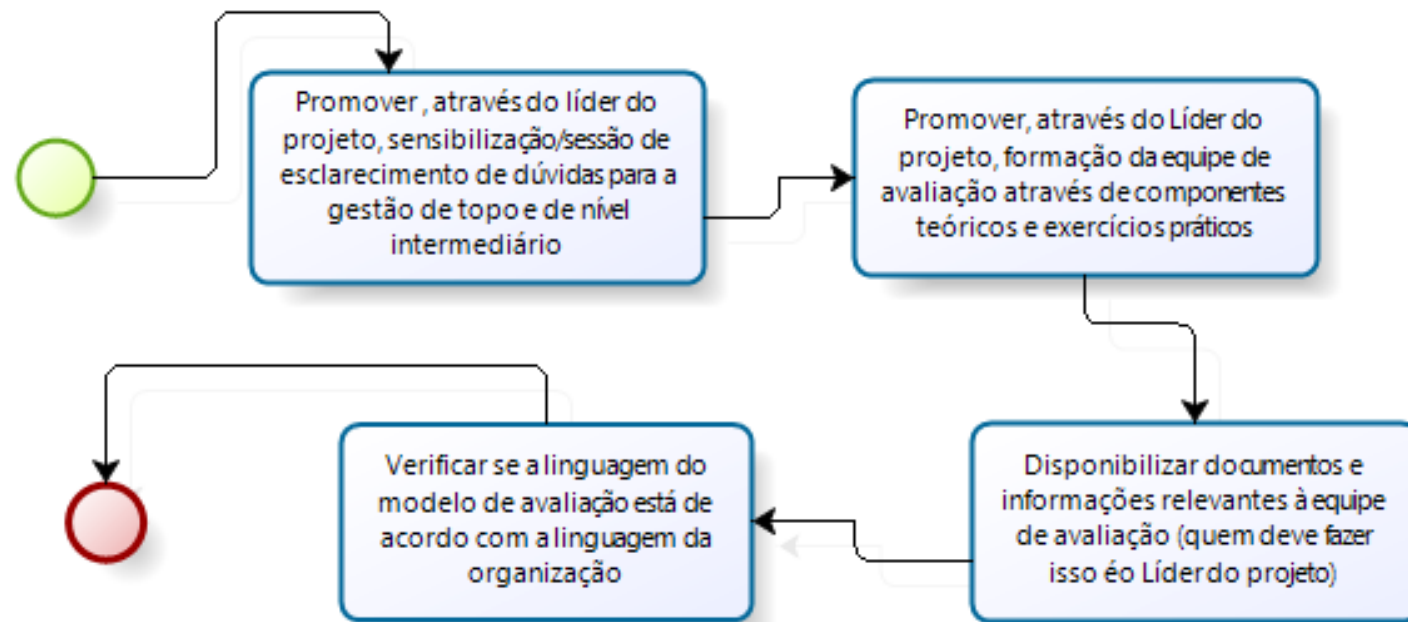 Promover , através do líder do
projeto, sensibilização/sessão de
esclarecimento de dúvidas para a
gestão de topo e de nível
intermediário
Promover, através do Líder do
projeto, formação da equipe de
avaliação através de componentes
teóricos e exercícios práticos
Disponibilizar documentos e
informações relevantes à equipe
de avaliação (quem deve fazer
isso é o Líder do projeto)
Verificar se a linguagem do
modelo de avaliação está de
acordo com a linguagem da
organização